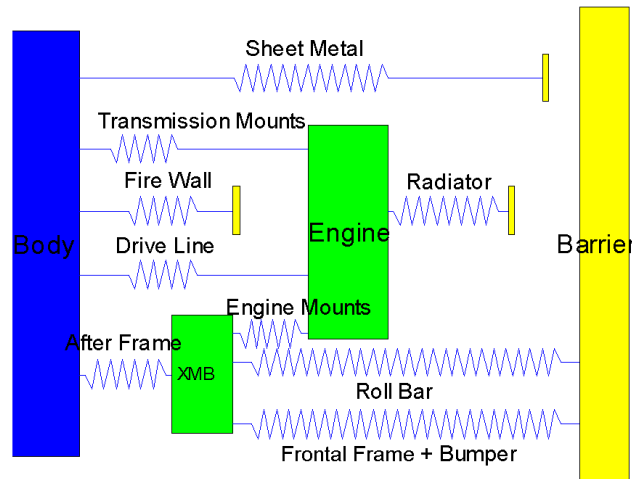 Sheet Metal
Transmission Mounts
Fire Wall
Radiator
Engine
Body
Drive Line
Barrier
Engine Mounts
After Frame
XMB
Roll Bar
Frontal Frame + Bumper